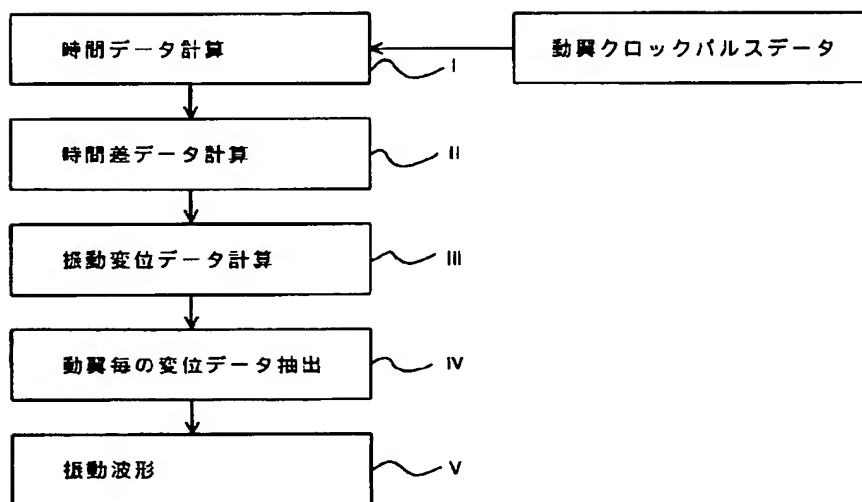 時間データ計算
動翼クロックパルスデータ
I
時間差データ計算
II
振動変位データ計算
III
動翼毎の変位データ抽出
IV
振動波形
V